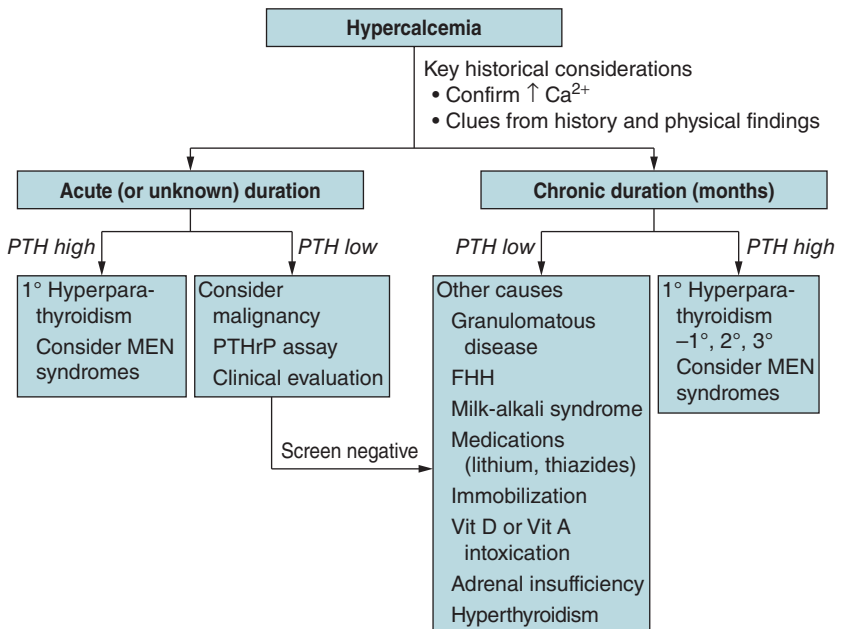 Hypercalcemia
Key historical considerations
• Confirm ↑ Ca²⁺
• Clues from history and physical findings
Acute (or unknown) duration
Chronic duration (months)
PTH high
PTH low
PTH low
PTH high
1° Hyperpara-
thyroidism
Consider MEN
syndromes
Consider
malignancy
PTHrP assay
Clinical evaluation
Screen negative
Other causes
Granulomatous
disease
FHH
Milk-alkali syndrome
Medications
(lithium, thiazides)
Immobilization
Vit D or Vit A
intoxication
Adrenal insufficiency
Hyperthyroidism
1° Hyperpara-
thyroidism
–1°, 2°, 3°
Consider MEN
syndromes